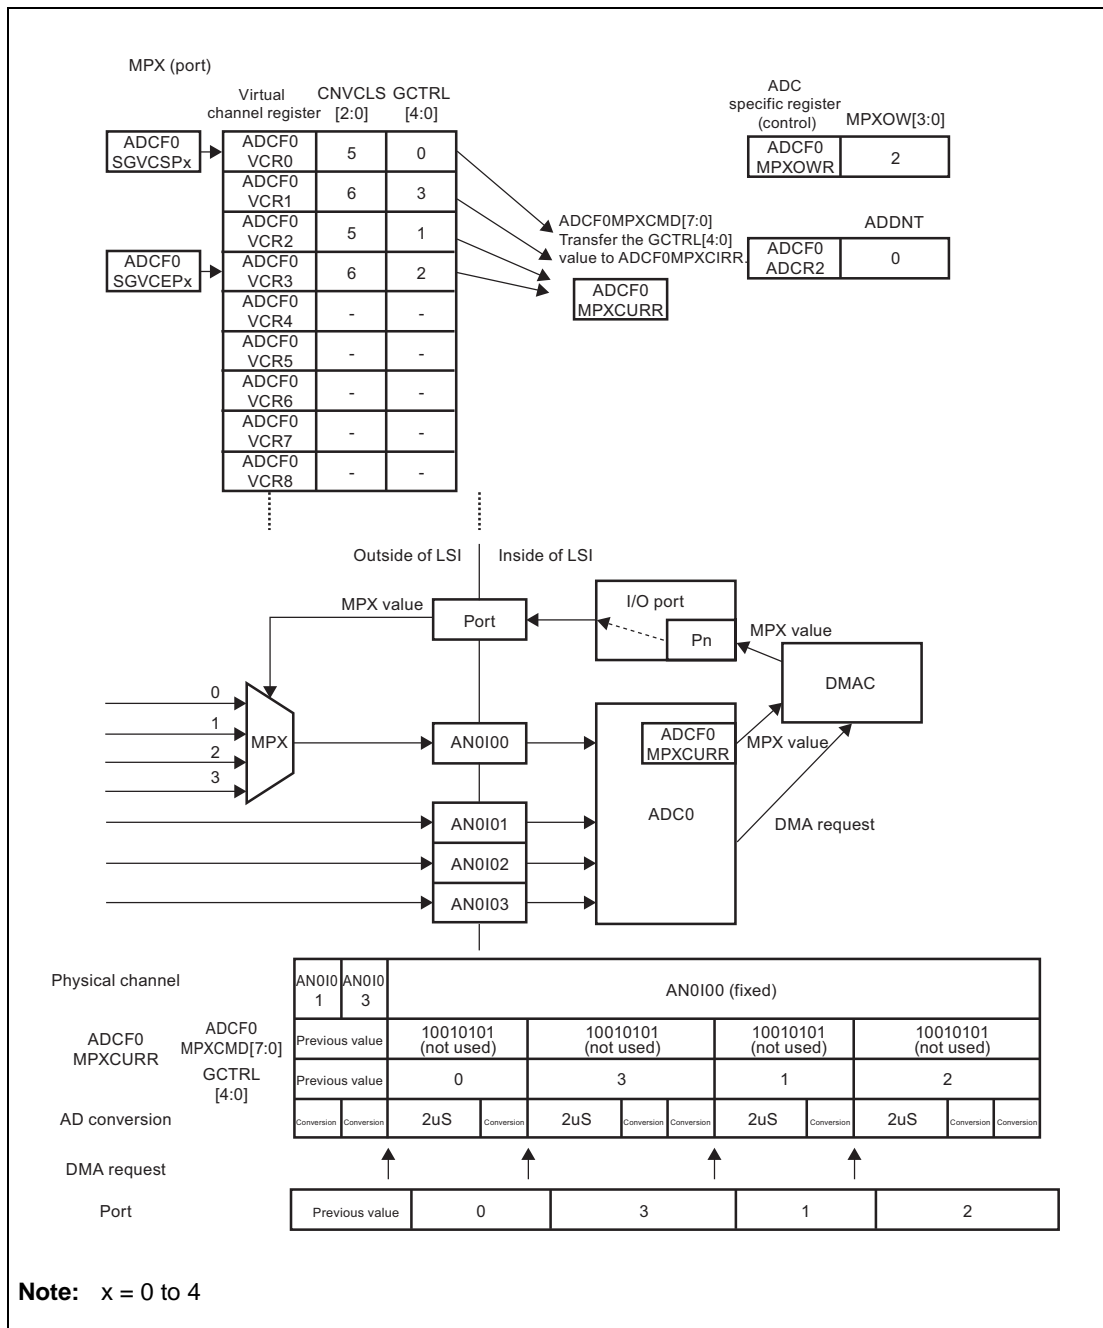 MPX (port)
Virtual
channel register
CNVCLS
[2:0]
GCTRL
[4:0]
ADC
specific register
(control)
MPXOW[3:0]
ADCF0
SGVCSPx
ADCF0
VCR0
5
0
ADCF0
MPXOWR
2
ADCF0
VCR1
6
3
ADCF0
VCR2
5
1
ADCF0MPXCMD[7:0]
Transfer the GCTRL[4:0]
value to ADCF0MPXCIRR.
ADDNT
ADCF0
ADCR2
0
ADCF0
SGVCEPx
ADCF0
VCR3
6
2
ADCF0
MPXCURR
ADCF0
VCR4
-
-
ADCF0
VCR5
-
-
ADCF0
VCR6
-
-
ADCF0
VCR7
-
-
ADCF0
VCR8
-
-
Outside of LSI
Inside of LSI
MPX value
Port
I/O port
Pn
MPX value
DMAC
0
1
2
3
MPX
AN0I00
ADCF0
MPXCURR
MPX value
AN0I01
ADC0
DMA request
AN0I02
AN0I03
Physical channel
AN0I0
1
AN0I0
3
AN0I00 (fixed)
ADCF0
MPXCURR
ADCF0
MPXCMD[7:0]
Previous value
10010101
(not used)
10010101
(not used)
10010101
(not used)
10010101
(not used)
GCTRL
[4:0]
Previous value
0
3
1
2
AD conversion
Conversion
Conversion
2uS
Conversion
2uS
Conversion
Conversion
2uS
Conversion
2uS
Conversion
Conversion
DMA request
Port
Previous value
0
3
1
2
Note: x = 0 to 4